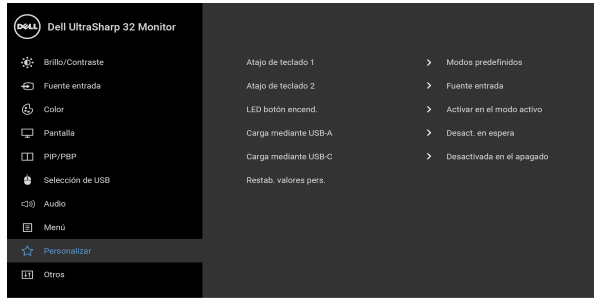 DELL Dell UltraSharp 32 Monitor
Brillo/Contraste Atajo de teclado 1 Modos predefinidos
Fuente entrada Atajo de teclado 2 Fuente entrada
Color LED botón encend. Activar en el modo activo
Pantalla Carga mediante USB-A Desact. en espera
PIP/PBP Carga mediante USB-C Desactivada en el apagado
Selección de USB Restab. valores pers.
Audio
Menú
Personalizar
Otros